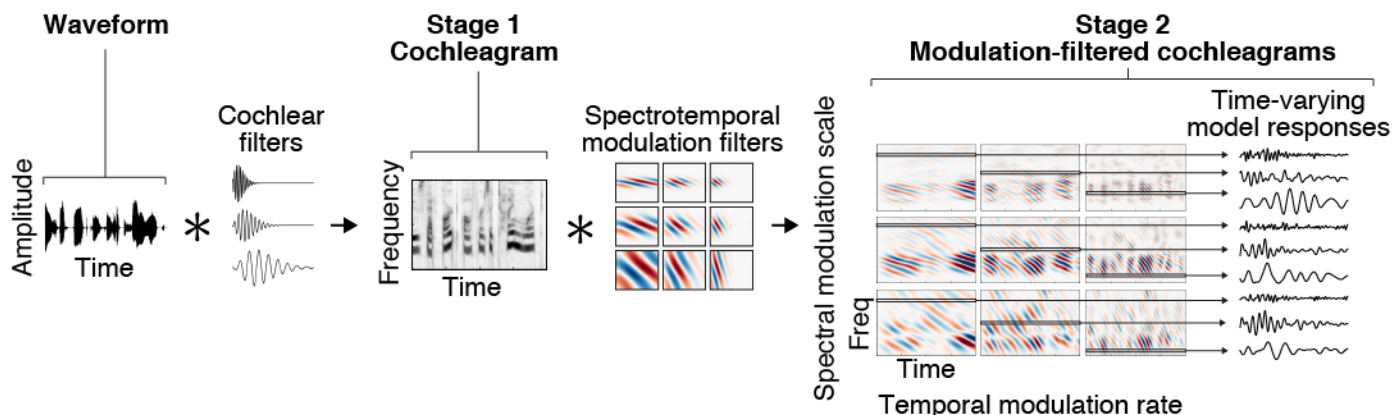 Waveform
Amplitude
Time
Cochlear
filters
Stage 1
Cochleagram
Frequency
Time
Spectrotemporal
modulation filters
Stage 2
Modulation-filtered cochleagrams
Spectral modulation scale
Freq
Time
Temporal modulation rate
Time-varying
model responses